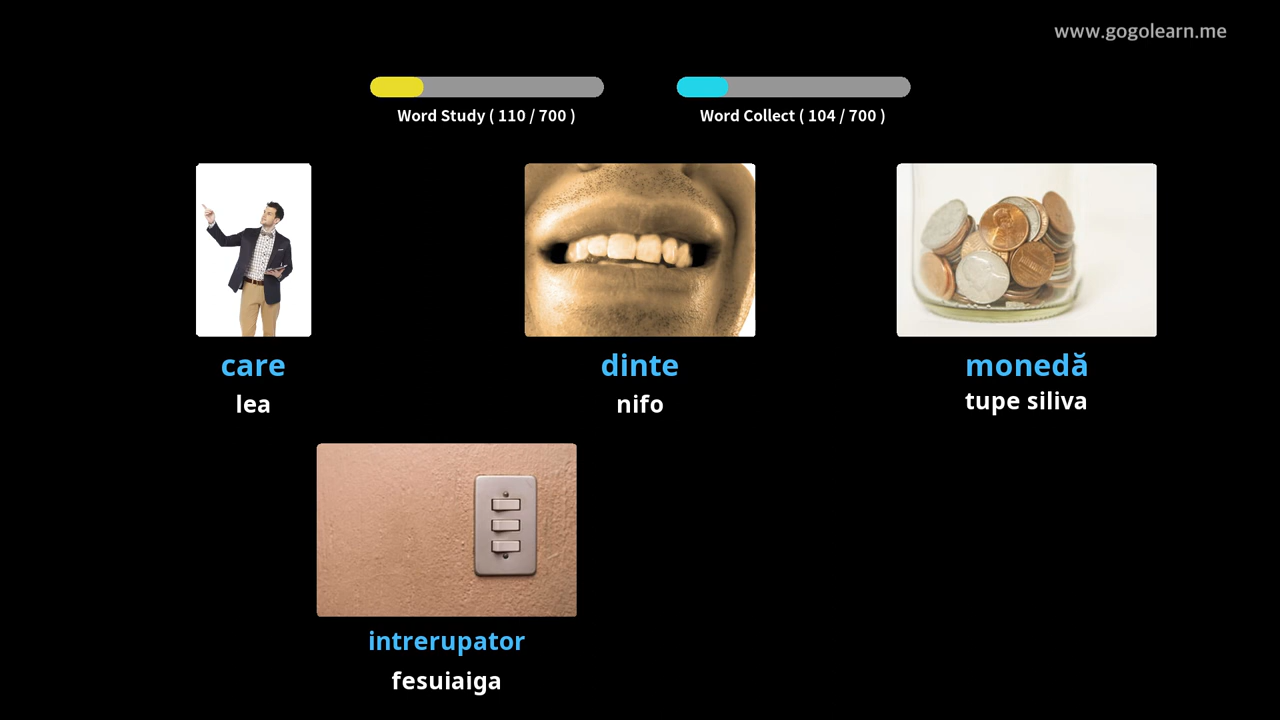 www.gogolearn.me
Word Study ( 110 / 700 )
Word Collect ( 104 / 700 )
care
lea
dinte
nifo
monedă
tupe siliva
intrerupator
fesuiaiga